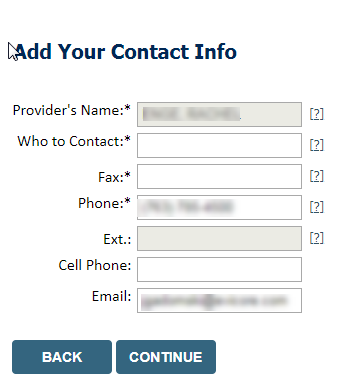 Add Your Contact Info
Provider's Name:* [?]
Who to Contact:* [?]
Fax:* [?]
Phone:* [?]
Ext.: [?]
Cell Phone:
Email:
BACK CONTINUE